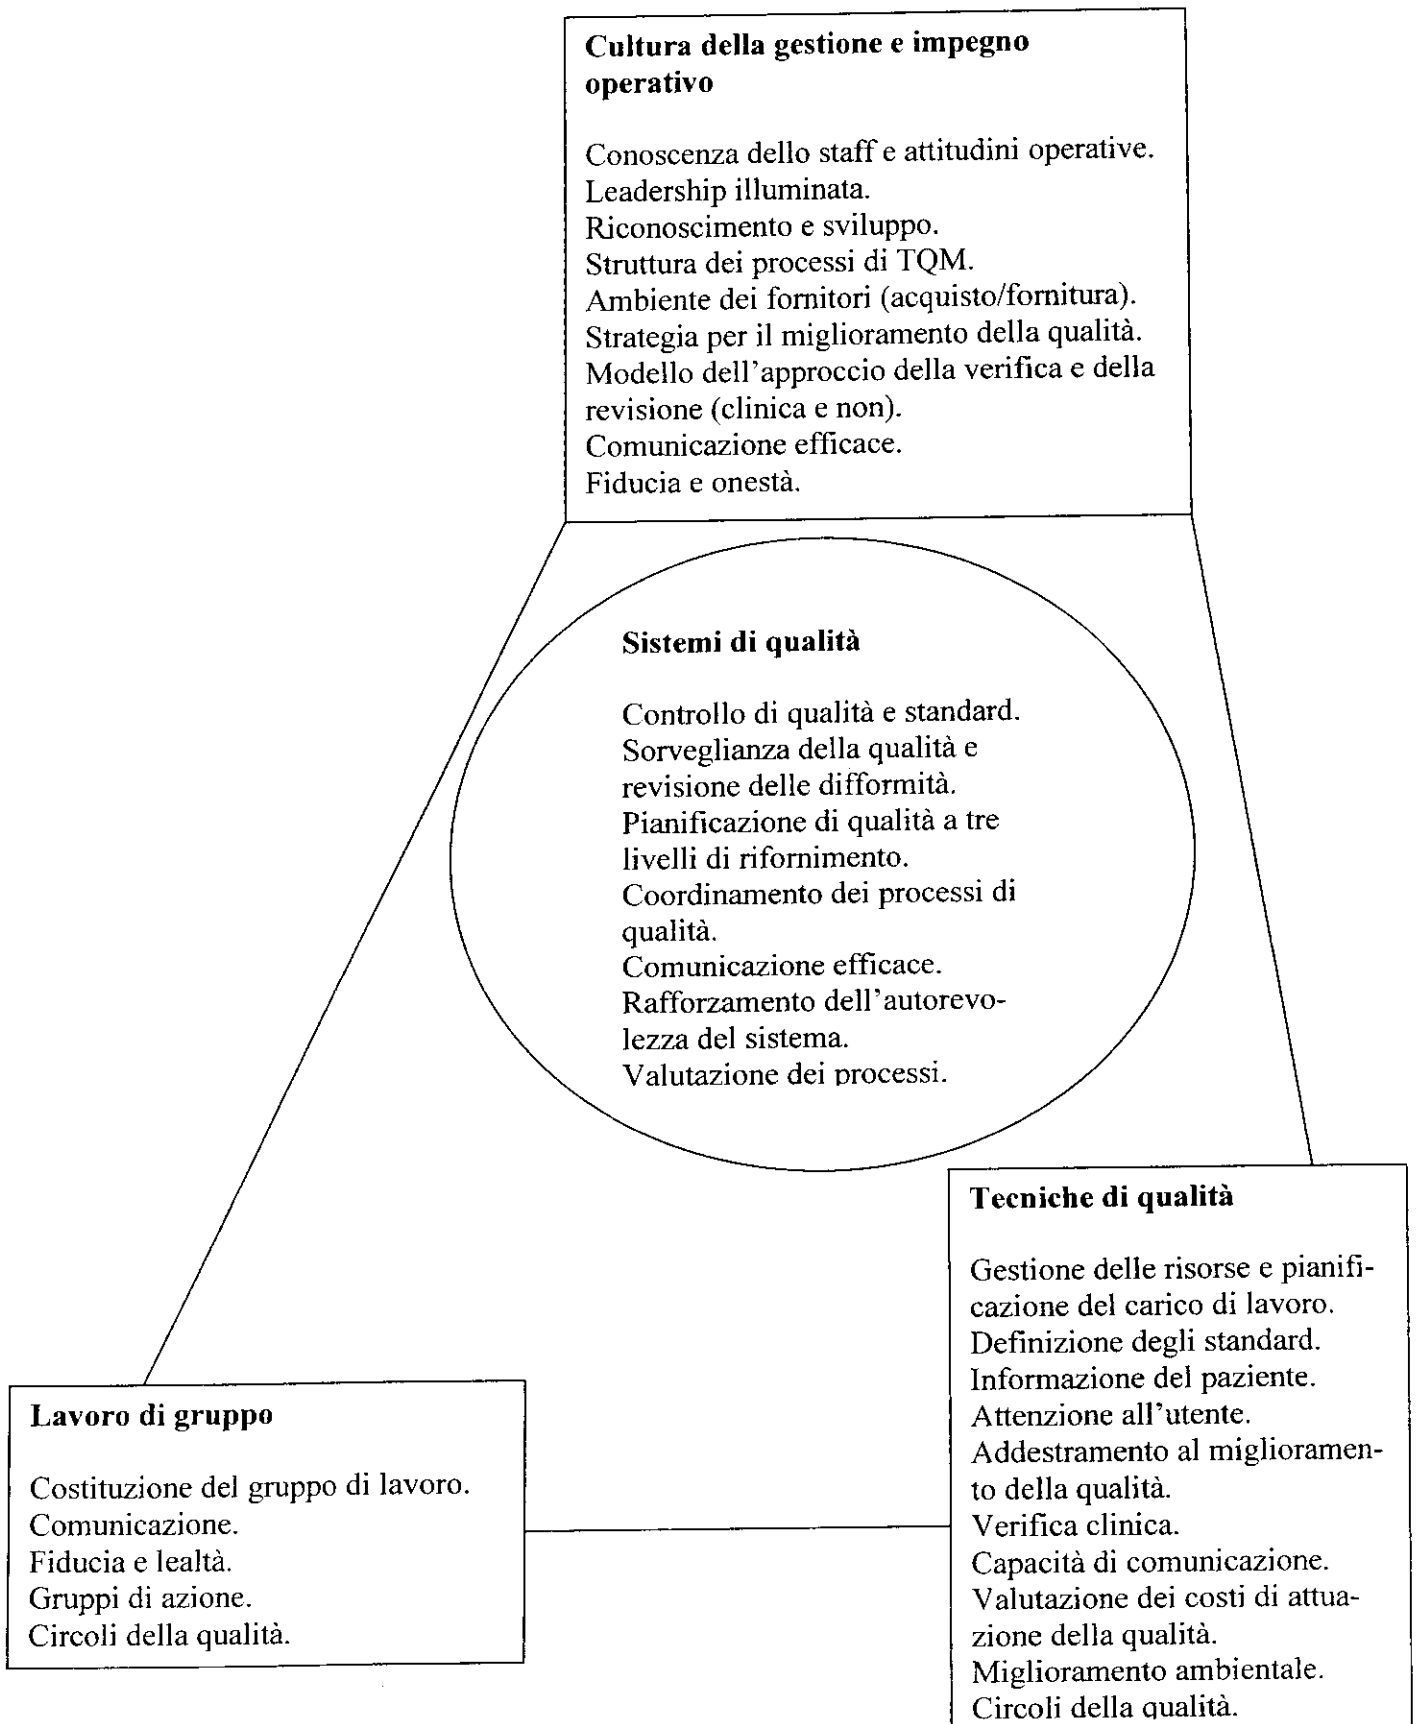 Cultura della gestione e impegno
operativo
Conoscenza dello staff e attitudini operative.
Leadership illuminata.
Riconoscimento e sviluppo.
Struttura dei processi di TQM.
Ambiente dei fornitori (acquisto/fornitura).
Strategia per il miglioramento della qualità.
Modello dell'approccio della verifica e della
revisione (clinica e non).
Comunicazione efficace.
Fiducia e onestà.
Sistemi di qualità
Controllo di qualità e standard.
Sorveglianza della qualità e
revisione delle difformità.
Pianificazione di qualità a tre
livelli di rifornimento.
Coordinamento dei processi di
qualità.
Comunicazione efficace.
Rafforzamento dell'autorevo-
lezza del sistema.
Valutazione dei processi.
Lavoro di gruppo
Costituzione del gruppo di lavoro.
Comunicazione.
Fiducia e lealtà.
Gruppi di azione.
Circoli della qualità.
Tecniche di qualità
Gestione delle risorse e pianifi-
cazione del carico di lavoro.
Definizione degli standard.
Informazione del paziente.
Attenzione all'utente.
Addestramento al miglioramen-
to della qualità.
Verifica clinica.
Capacità di comunicazione.
Valutazione dei costi di attua-
zione della qualità.
Miglioramento ambientale.
Circoli della qualità.